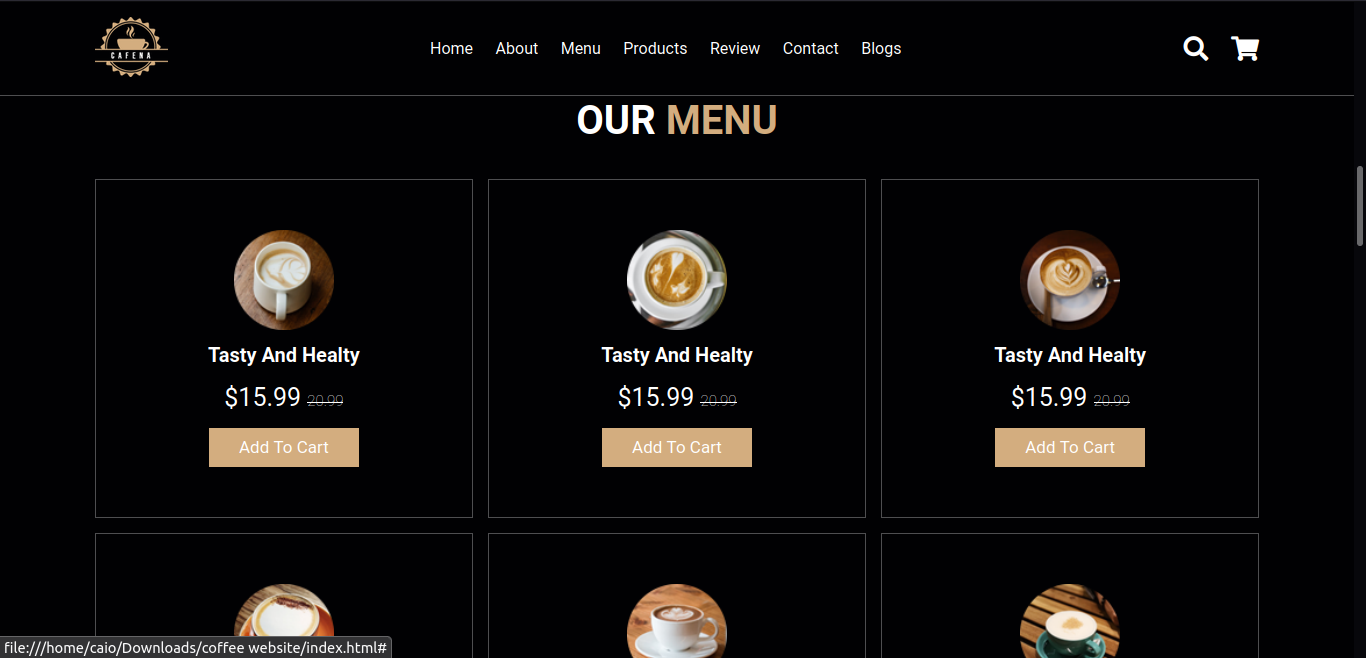 CAFENA
Home About Menu Products Review Contact Blogs
OUR MENU
Tasty And Healty Tasty And Healty Tasty And Healty
$15.99 20.99 $15.99 20.99 $15.99 20.99
Add To Cart Add To Cart Add To Cart
file:///home/caio/Downloads/coffee website/index.html#